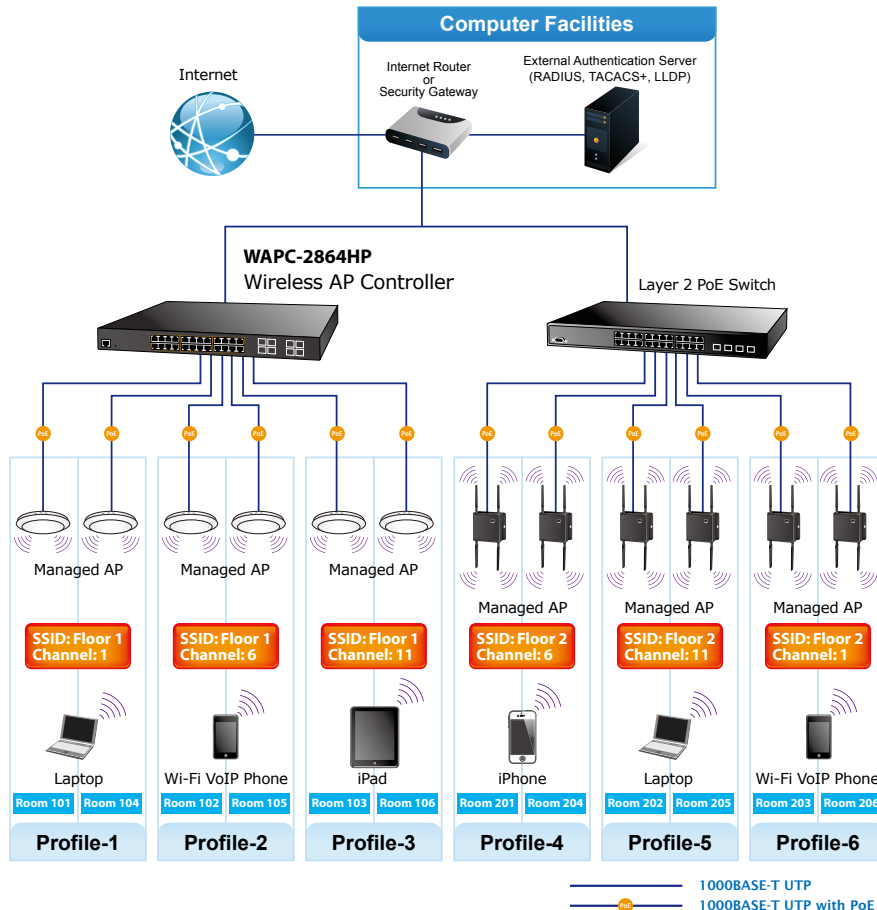 Computer Facilities
Internet
Internet Router
or
Security Gateway
External Authentication Server
(RADIUS, TACACS+, LLDP)
WAPC-2864HP
Wireless AP Controller
Layer 2 PoE Switch
PoE PoE PoE PoE PoE PoE PoE PoE PoE PoE PoE PoE
Managed AP Managed AP Managed AP
Managed AP Managed AP Managed AP
SSID: Floor 1
Channel: 1
SSID: Floor 1
Channel: 6
SSID: Floor 1
Channel: 11
SSID: Floor 2
Channel: 6
SSID: Floor 2
Channel: 11
SSID: Floor 2
Channel: 1
Laptop Wi-Fi VoIP Phone iPad iPhone Laptop Wi-Fi VoIP Phone
Room 101 Room 104 Room 102 Room 105 Room 103 Room 106 Room 201 Room 204 Room 202 Room 205 Room 203 Room 206
Profile-1 Profile-2 Profile-3 Profile-4 Profile-5 Profile-6
1000BASE-T UTP
PoE 1000BASE-T UTP with PoE